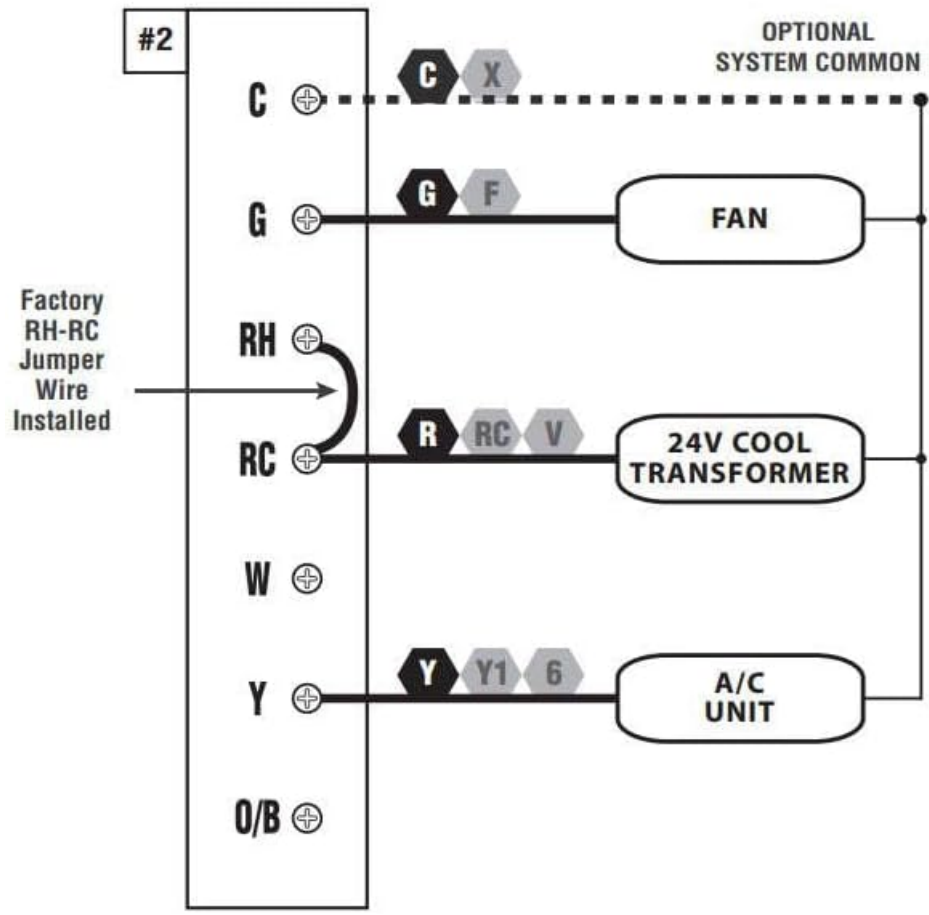 #2
OPTIONAL
SYSTEM COMMON
C
C X
G
G F
FAN
Factory
RH-RC
Jumper
Wire
Installed
RH
RC
R RC V
24V COOL
TRANSFORMER
W
Y
Y Y1 6
A/C
UNIT
O/B